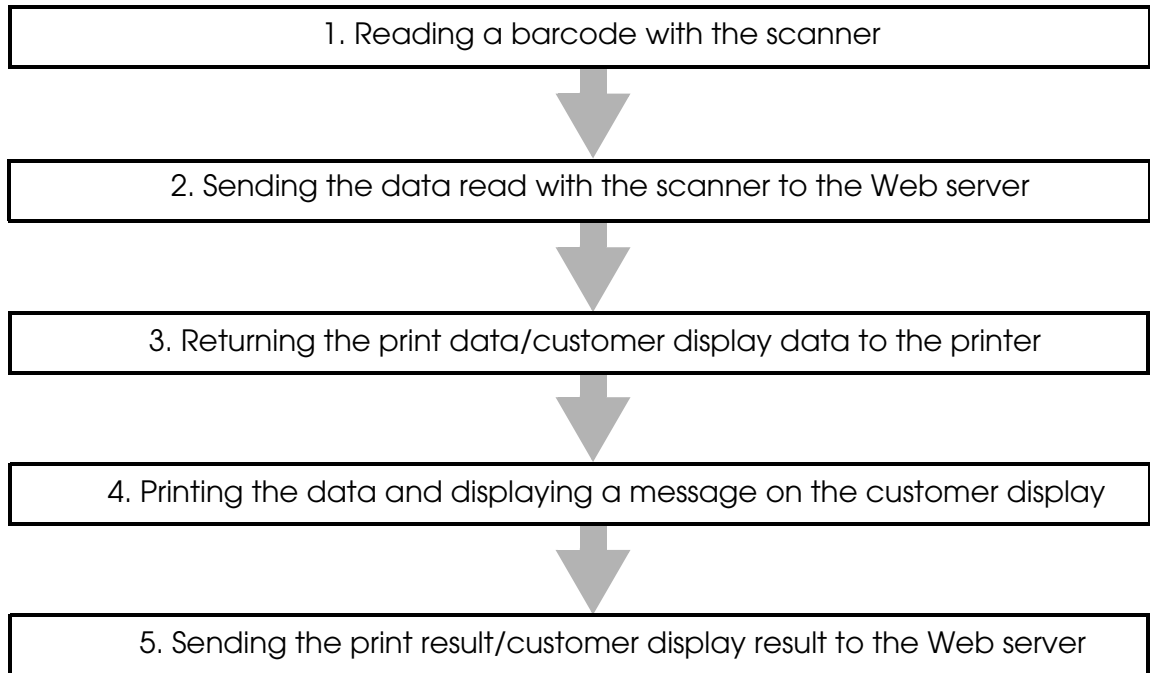 1. Reading a barcode with the scanner
2. Sending the data read with the scanner to the Web server
3. Returning the print data/customer display data to the printer
4. Printing the data and displaying a message on the customer display
5. Sending the print result/customer display result to the Web server